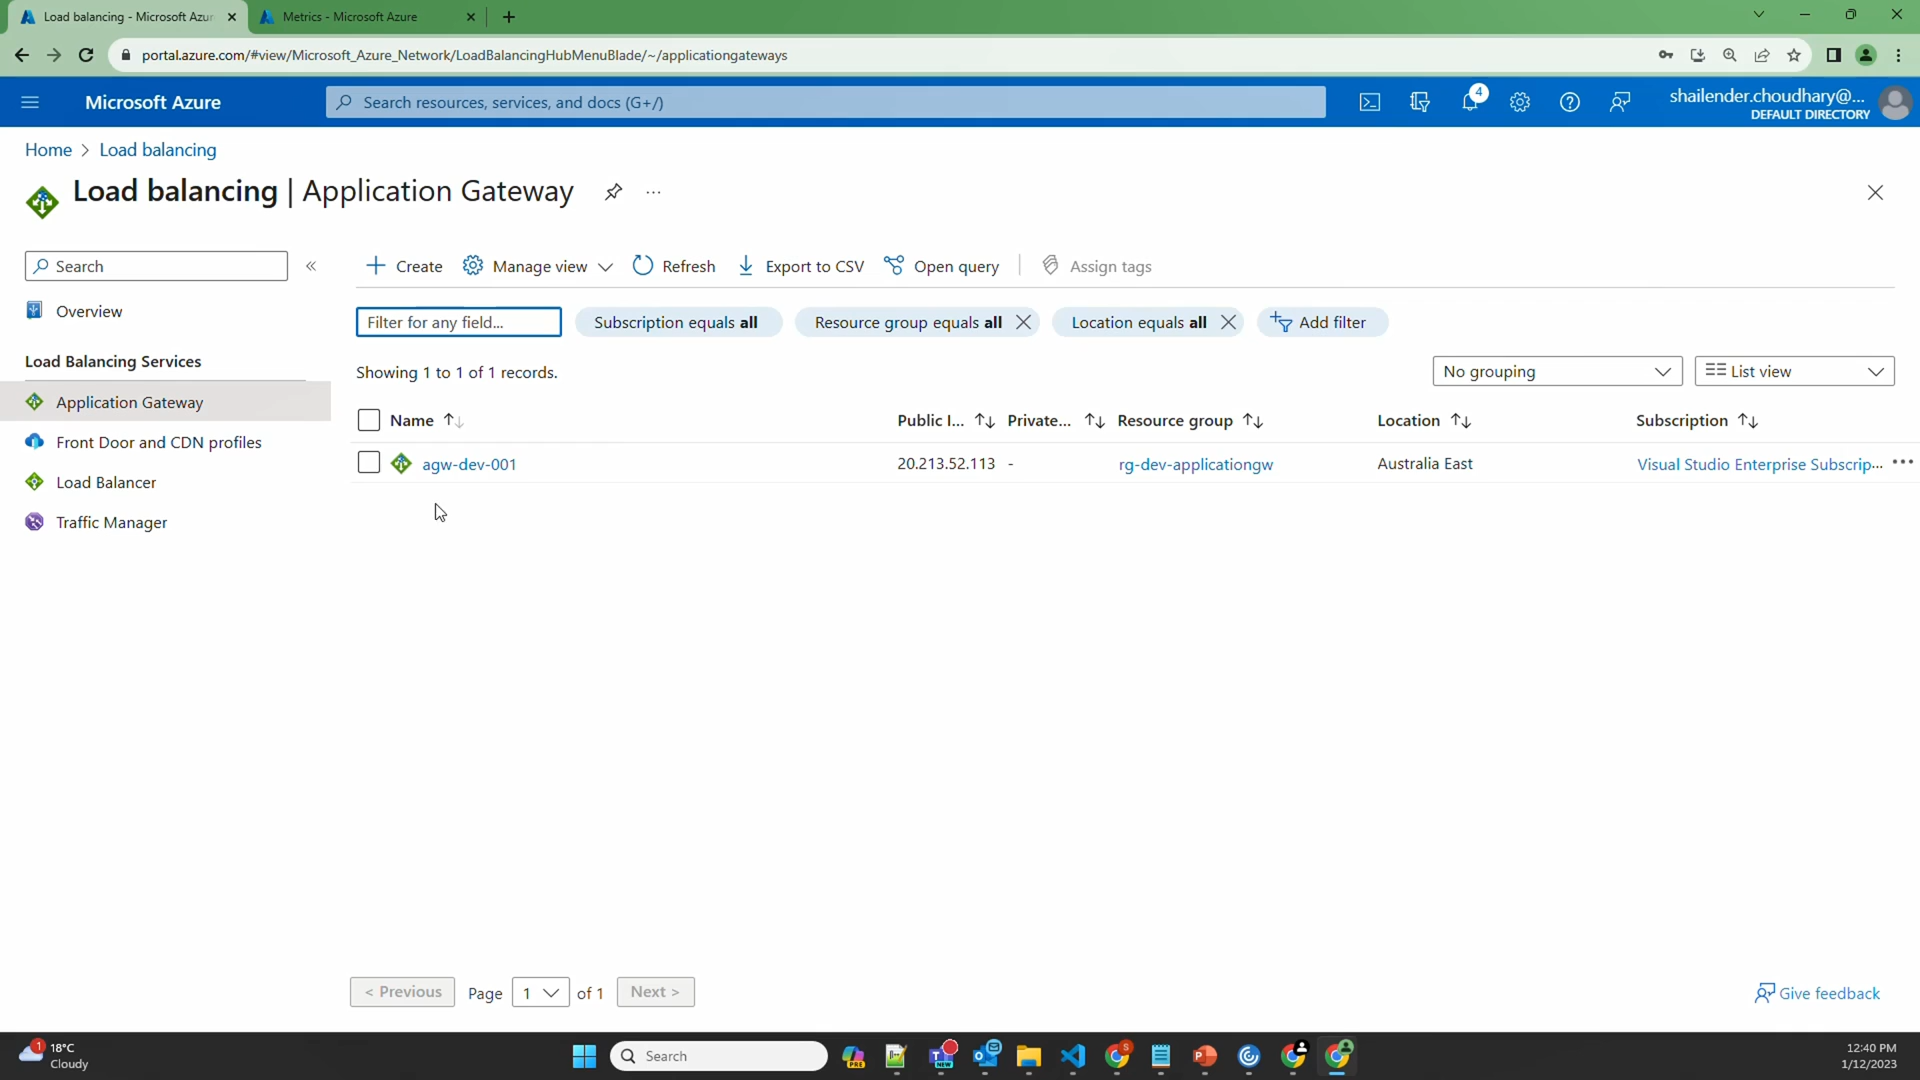 Load balancing - Microsoft Azur
Metrics - Microsoft Azure
portal.azure.com/#view/Microsoft_Azure_Network/LoadBalancingHubMenuBlade/~/applicationgateways
Microsoft Azure
Search resources, services, and docs (G+/)
4
shailender.choudhary@...
DEFAULT DIRECTORY
Home > Load balancing
Load balancing | Application Gateway
Search
Create
Manage view
Refresh
Export to CSV
Open query
Assign tags
Overview
Filter for any field...
Subscription equals all
Resource group equals all
Location equals all
Add filter
Load Balancing Services
Showing 1 to 1 of 1 records.
No grouping
List view
Application Gateway
Front Door and CDN profiles
Load Balancer
Traffic Manager
Name
Public I...
Private...
Resource group
Location
Subscription
agw-dev-001
20.213.52.113
-
rg-dev-applicationgw
Australia East
Visual Studio Enterprise Subscrip...
< Previous
Page
1
of 1
Next >
Give feedback
1
18°C
Cloudy
Search
PRE
NEW
S
12:40 PM
1/12/2023